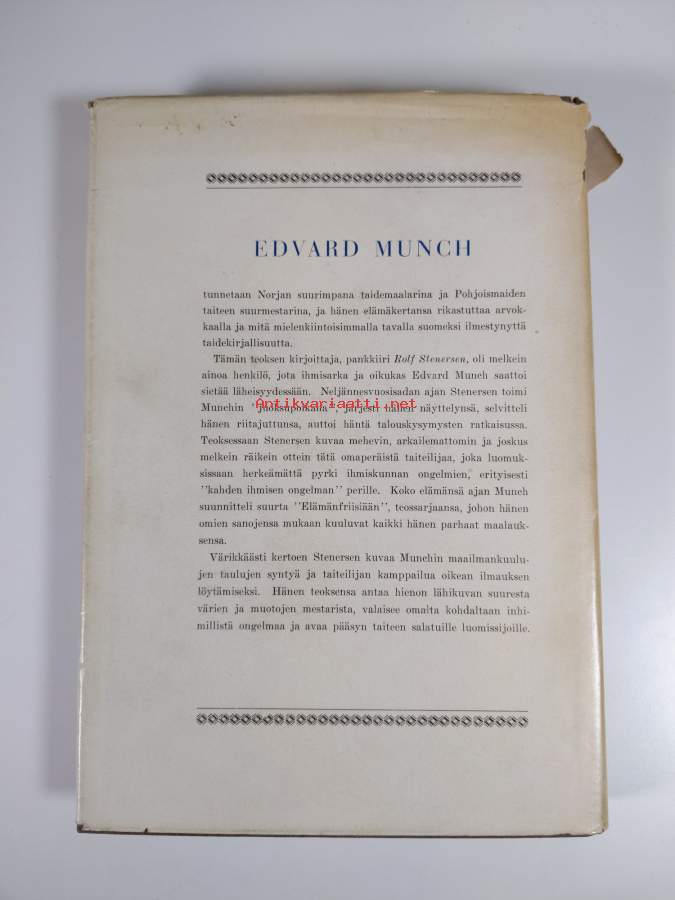 EDVARD MUNCH
tunnetaan Norjan suurimpana taidemaalarina ja Pohjoismaiden
taiteen suurmestarina, ja hänen elämäkertansa rikastuttaa arvok-
kaalla ja mitä mielenkiintoisimmalla tavalla suomeksi ilmestynyttä
taidekirjallisuutta.
Tämän teoksen kirjoittaja, pankkiiri Rolf Stenersen, oli melkein
ainoa henkilö, jota ihmisarka ja oikukas Edvard Munch saattoi
sietää läheisyydessään. Neljännesvuosisadan ajan Stenersen toimi
Antikvariaatti.net
Munchin "juoksupoikana", järjesti hänen näyttelynsä, selvitteli
hänen riitajuttunsa, auttoi häntä talouskysymysten ratkaisussa.
Teoksessaan Stenersen kuvaa mehevin, arkailemattomin ja joskus
melkein räikein ottein tätä omaperäistä taiteilijaa, joka luomuk-
sissaan herkeämättä pyrki ihmiskunnan ongelmien, erityisesti
"kahden ihmisen ongelman" perille. Koko elämänsä ajan Munch
suunnitteli suurta "Elämänfriisiään", teossarjaansa, johon hänen
omien sanojensa mukaan kuuluvat kaikki hänen parhaat maalauk-
sensa.
Värikkäästi kertoen Stenersen kuvaa Munchin maailmankuulu-
jen taulujen syntyä ja taiteilijan kamppailua oikean ilmauksen
löytämiseksi. Hänen teoksensa antaa hienon lähikuvan suuresta
värien ja muotojen mestarista, valaisee omalta kohdaltaan inhi-
millistä ongelmaa ja avaa pääsyn taiteen salatuille luomissijoille.